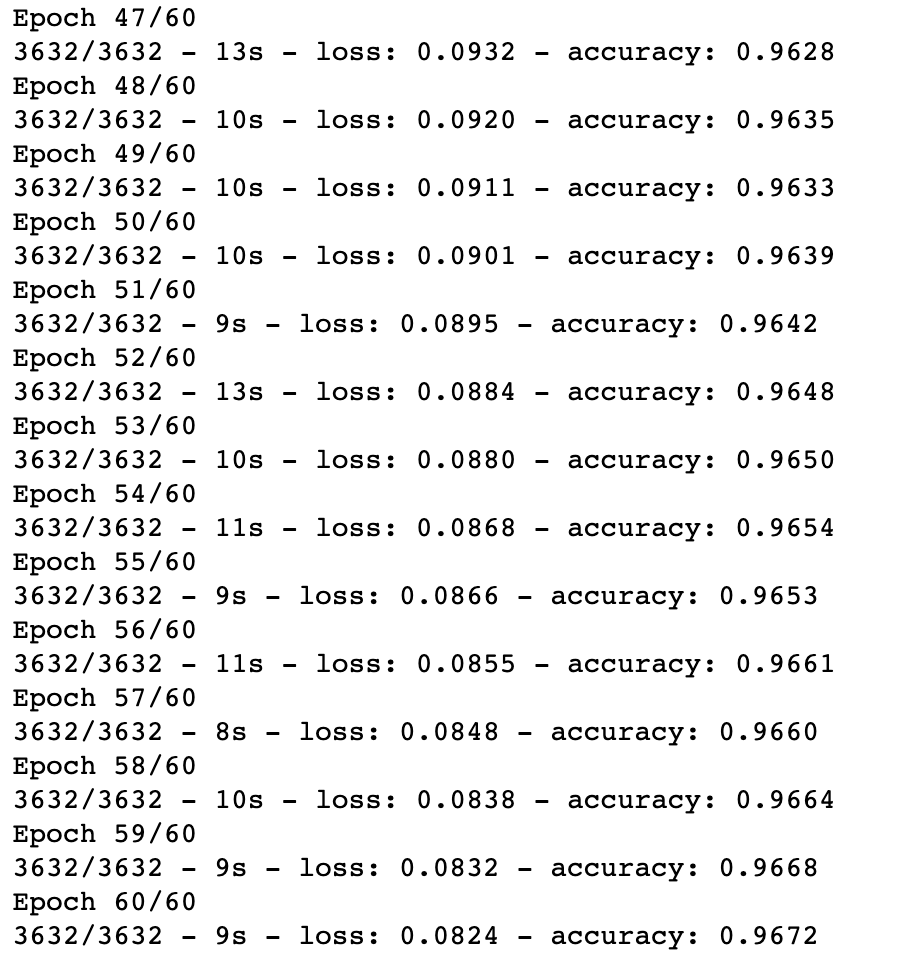 Epoch 47/60
3632/3632 - 13s - loss: 0.0932 - accuracy: 0.9628
Epoch 48/60
3632/3632 - 10s - loss: 0.0920 - accuracy: 0.9635
Epoch 49/60
3632/3632 - 10s - loss: 0.0911 - accuracy: 0.9633
Epoch 50/60
3632/3632 - 10s - loss: 0.0901 - accuracy: 0.9639
Epoch 51/60
3632/3632 - 9s - loss: 0.0895 - accuracy: 0.9642
Epoch 52/60
3632/3632 - 13s - loss: 0.0884 - accuracy: 0.9648
Epoch 53/60
3632/3632 - 10s - loss: 0.0880 - accuracy: 0.9650
Epoch 54/60
3632/3632 - 11s - loss: 0.0868 - accuracy: 0.9654
Epoch 55/60
3632/3632 - 9s - loss: 0.0866 - accuracy: 0.9653
Epoch 56/60
3632/3632 - 11s - loss: 0.0855 - accuracy: 0.9661
Epoch 57/60
3632/3632 - 8s - loss: 0.0848 - accuracy: 0.9660
Epoch 58/60
3632/3632 - 10s - loss: 0.0838 - accuracy: 0.9664
Epoch 59/60
3632/3632 - 9s - loss: 0.0832 - accuracy: 0.9668
Epoch 60/60
3632/3632 - 9s - loss: 0.0824 - accuracy: 0.9672